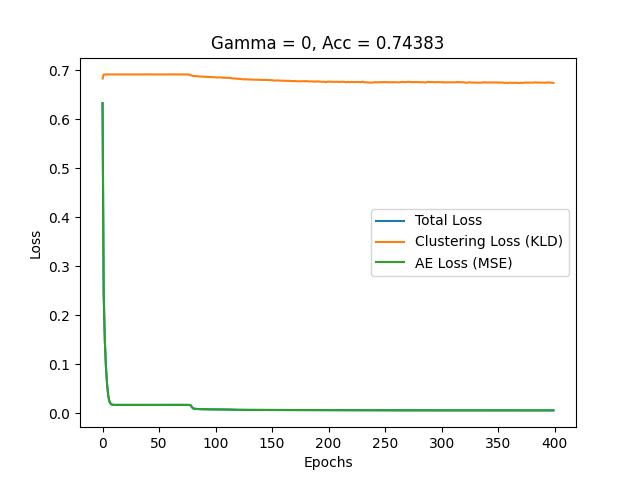 Gamma = 0, Acc = 0.74383
0.7
0.6
0.5
0.4
0.3
0.2
0.1
0.0
Loss
Total Loss
Clustering Loss (KLD)
AE Loss (MSE)
0 50 100 150 200 250 300 350 400
Epochs